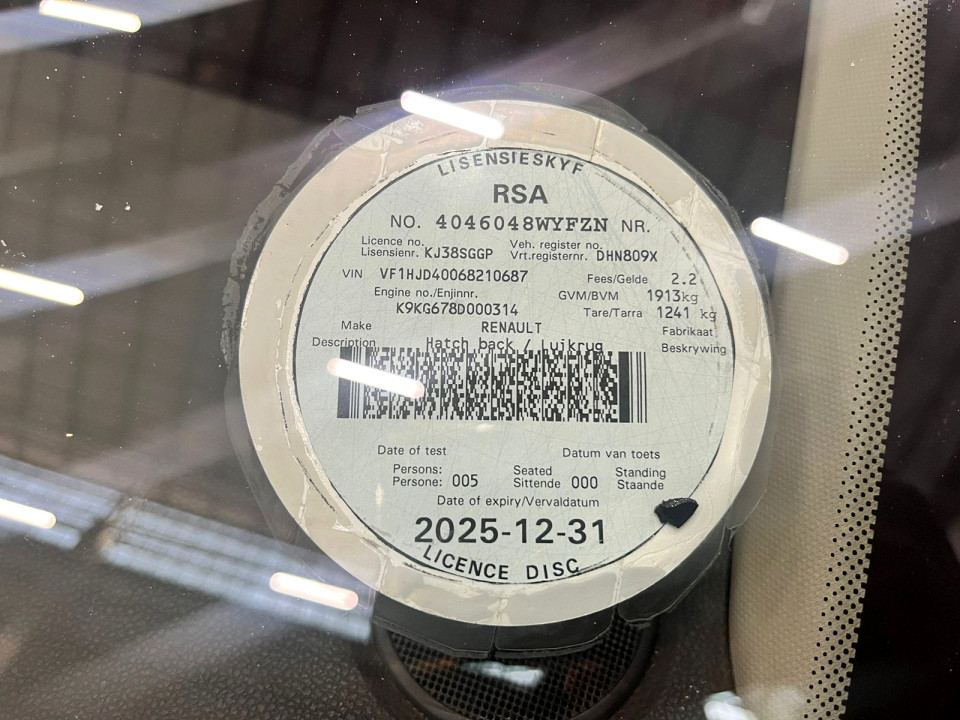 LISENSIESKYF
RSA
NO. 4046048WYFZN NR.
Licence no. Veh. register no.
Lisensienr. KJ38SGGP Vrt.registernr. DHN809X
VIN VF1HJD40068210687 Fees/Gelde 2.2
Engine no./Enjinnr. GVM/BVM 1913kg
K9KG678D000314 Tare/Tarra 1241 kg
Make RENAULT Fabrikaat
Description Hatch back / Luikrug Beskrywing
Date of test Datum van toets
Persons: Seated Standing
Persone: 005 Sittende 000 Staande
Date of expiry/Vervaldatum
2025-12-31
LICENCE DISC